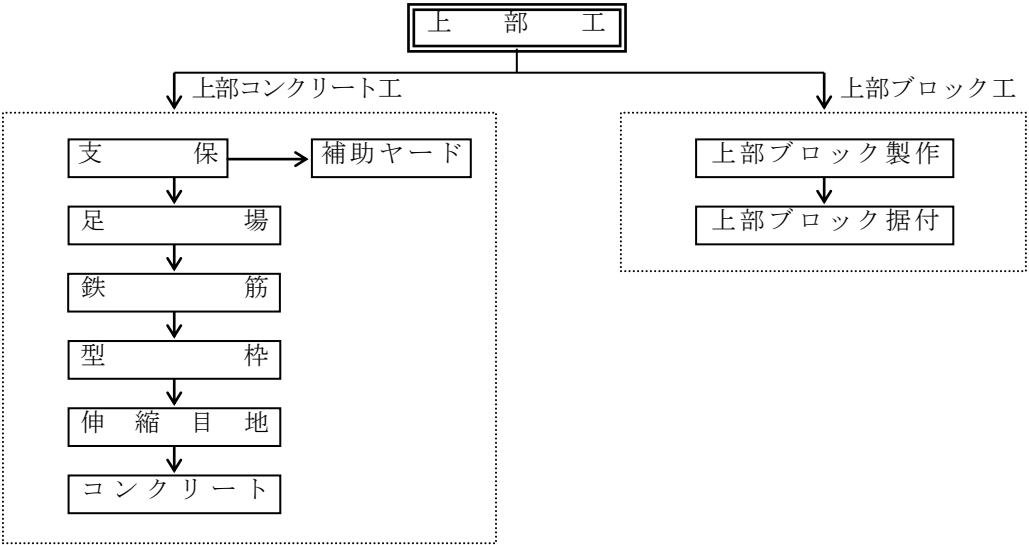 上部工
上部コンクリート工
上部ブロック工
支保
補助ヤード
足場
鉄筋
型枠
伸縮目地
コンクリート
上部ブロック製作
上部ブロック据付